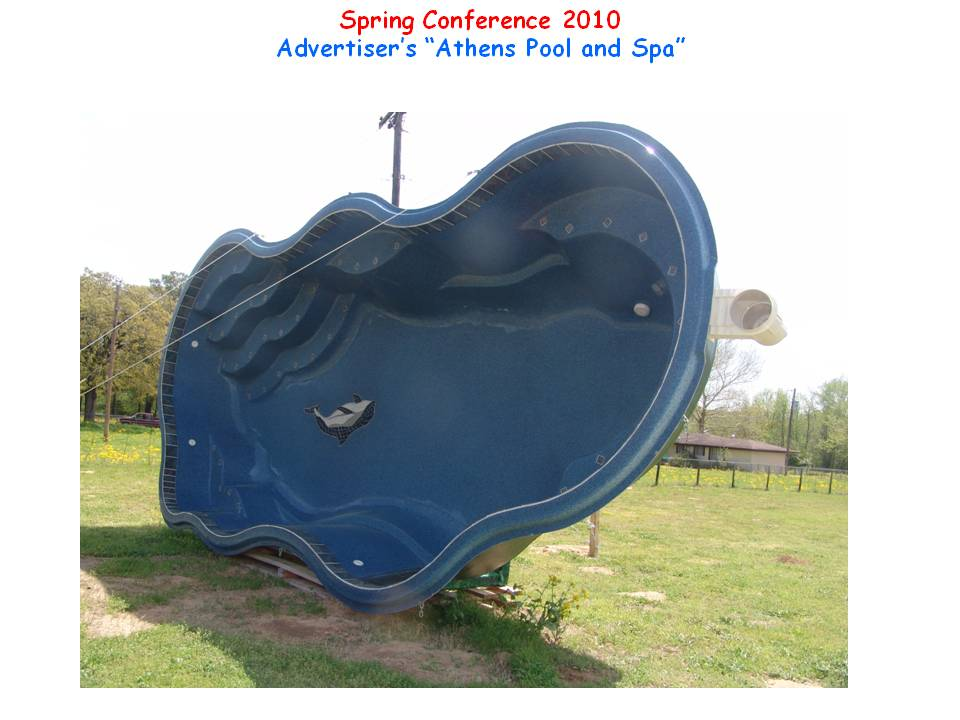 Spring Conference 2010
Advertiser’s “Athens Pool and Spa”